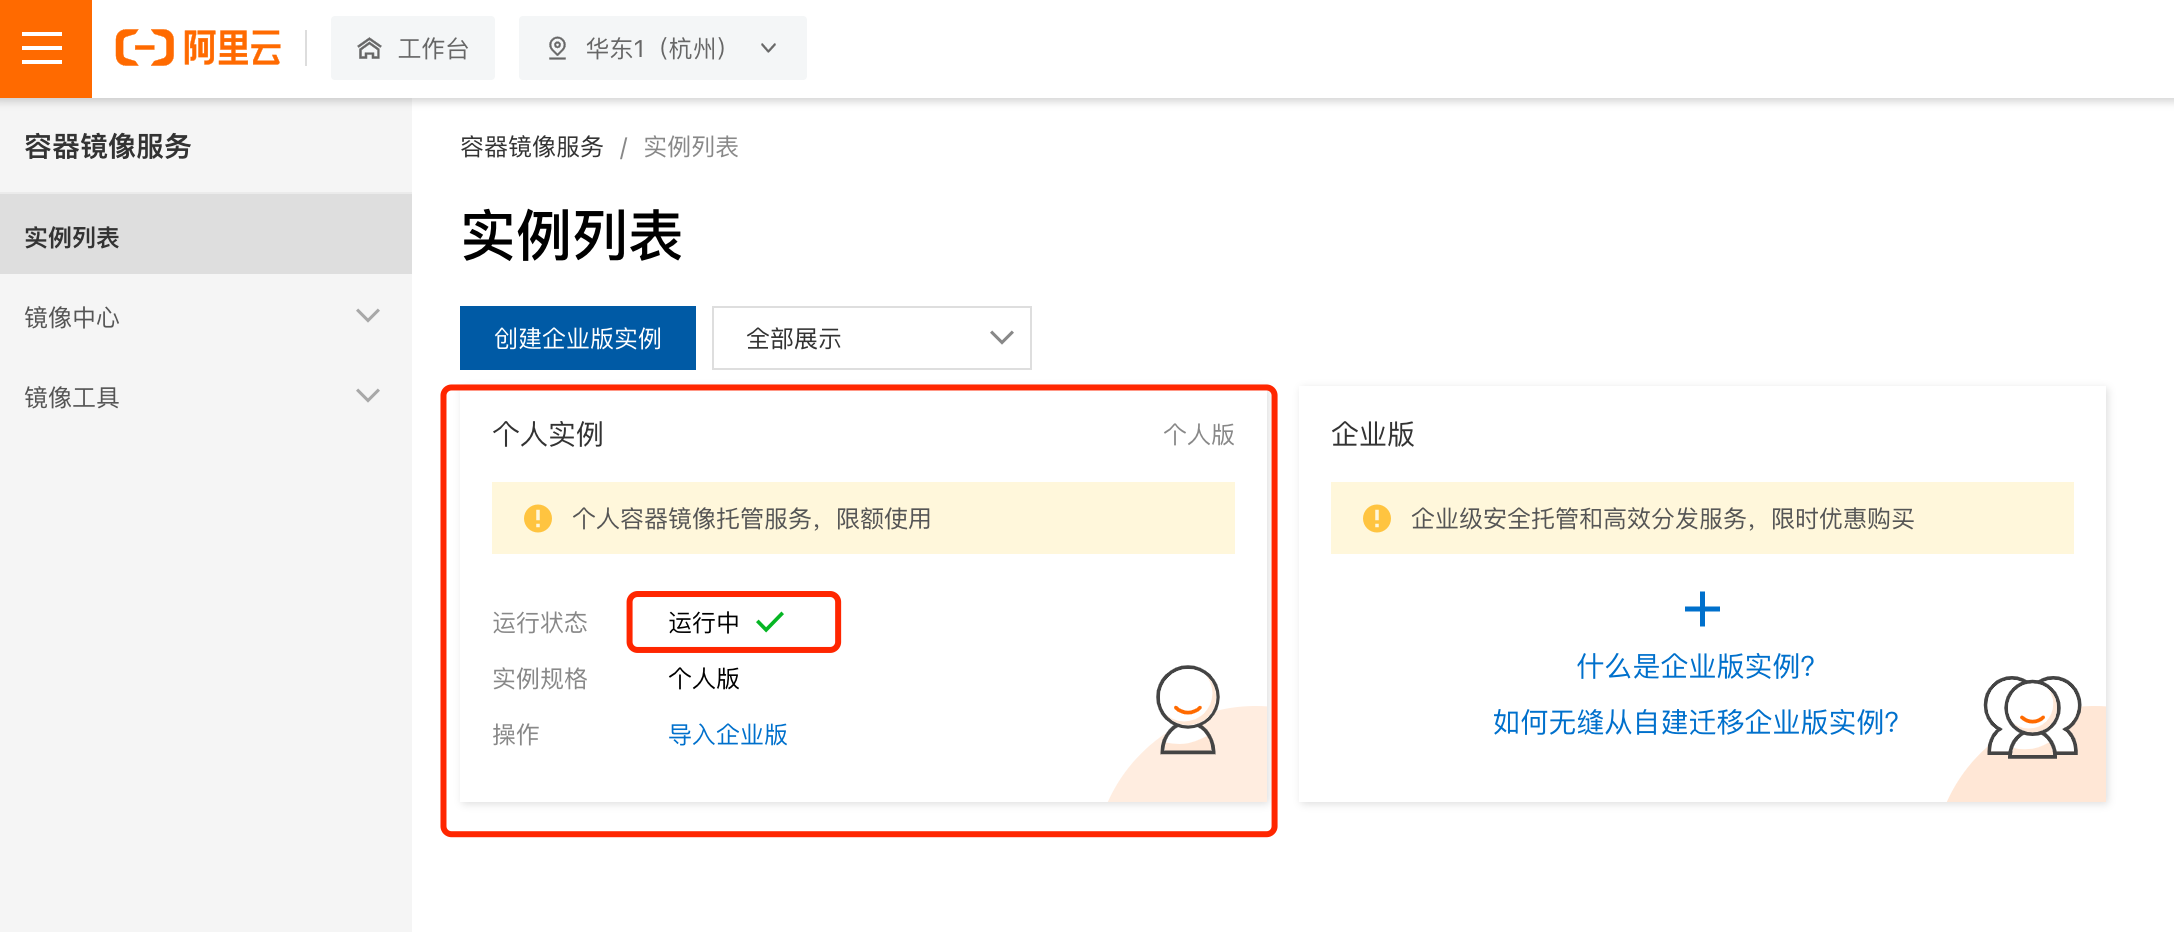 阿里云
工作台
华东1（杭州）
容器镜像服务
实例列表
镜像中心
镜像工具
容器镜像服务 / 实例列表
实例列表
创建企业版实例
全部展示
个人实例
个人版
个人容器镜像托管服务，限额使用
运行状态 运行中
实例规格 个人版
操作 导入企业版
企业版
企业级安全托管和高效分发服务，限时优惠购买
什么是企业版实例?
如何无缝从自建迁移企业版实例?